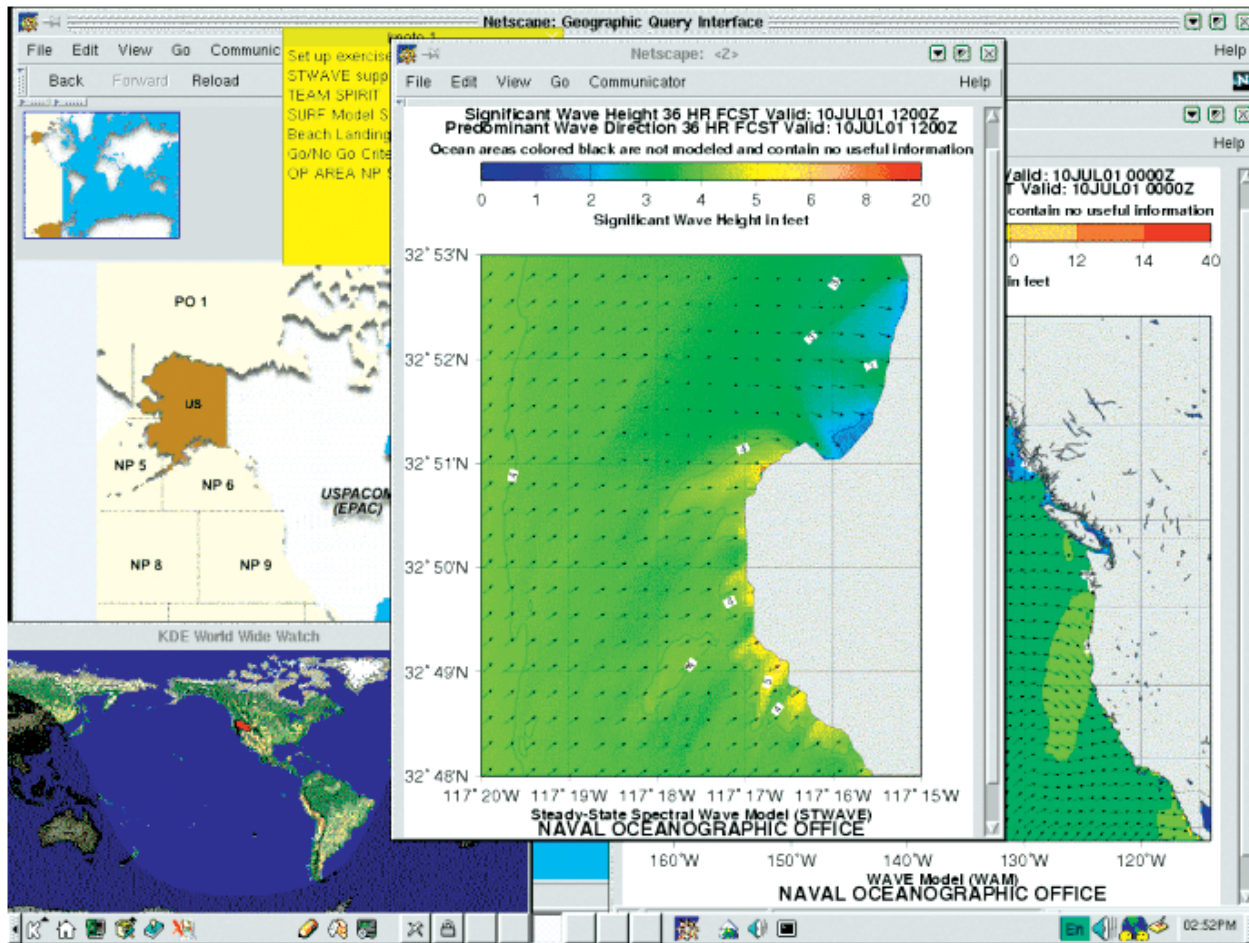 Netscape: Geographic Query Interface
File Edit View Go Communic
Help
Back Forward Reload
Set up exercise
STWAVE supp
TEAM SPIRIT
SURF Model S
Beach Landing
Go/No Go Crite
OP AREA NP
PO 1
US
NP 5
NP 6
USPACOM
(EPAC)
NP 8
NP 9
KDE World Wide Watch
Netscape: <2>
File Edit View Go Communicator Help
Significant Wave Height 36 HR FCST Valid: 10JUL01 1200Z
Predominant Wave Direction 36 HR FCST Valid: 10JUL01 1200Z
Ocean areas colored black are not modeled and contain no useful information
0 1 2 3 4 5 6 8 20
Significant Wave Height in feet
32°53'N
32°52'N
32°51'N
32°50'N
32°49'N
32°48'N
117°20'W 117°19'W 117°18'W 117°17'W 117°16'W 117°15'W
Steady-State Spectral Wave Model (STWAVE)
NAVAL OCEANOGRAPHIC OFFICE
Help
Valid: 10JUL01 0000Z
T Valid: 10JUL01 0000Z
contain no useful information
0 12 14 40
in feet
160°W 150°W 140°W 130°W 120°W
WAVE Model (WAM)
NAVAL OCEANOGRAPHIC OFFICE
En
02:52PM